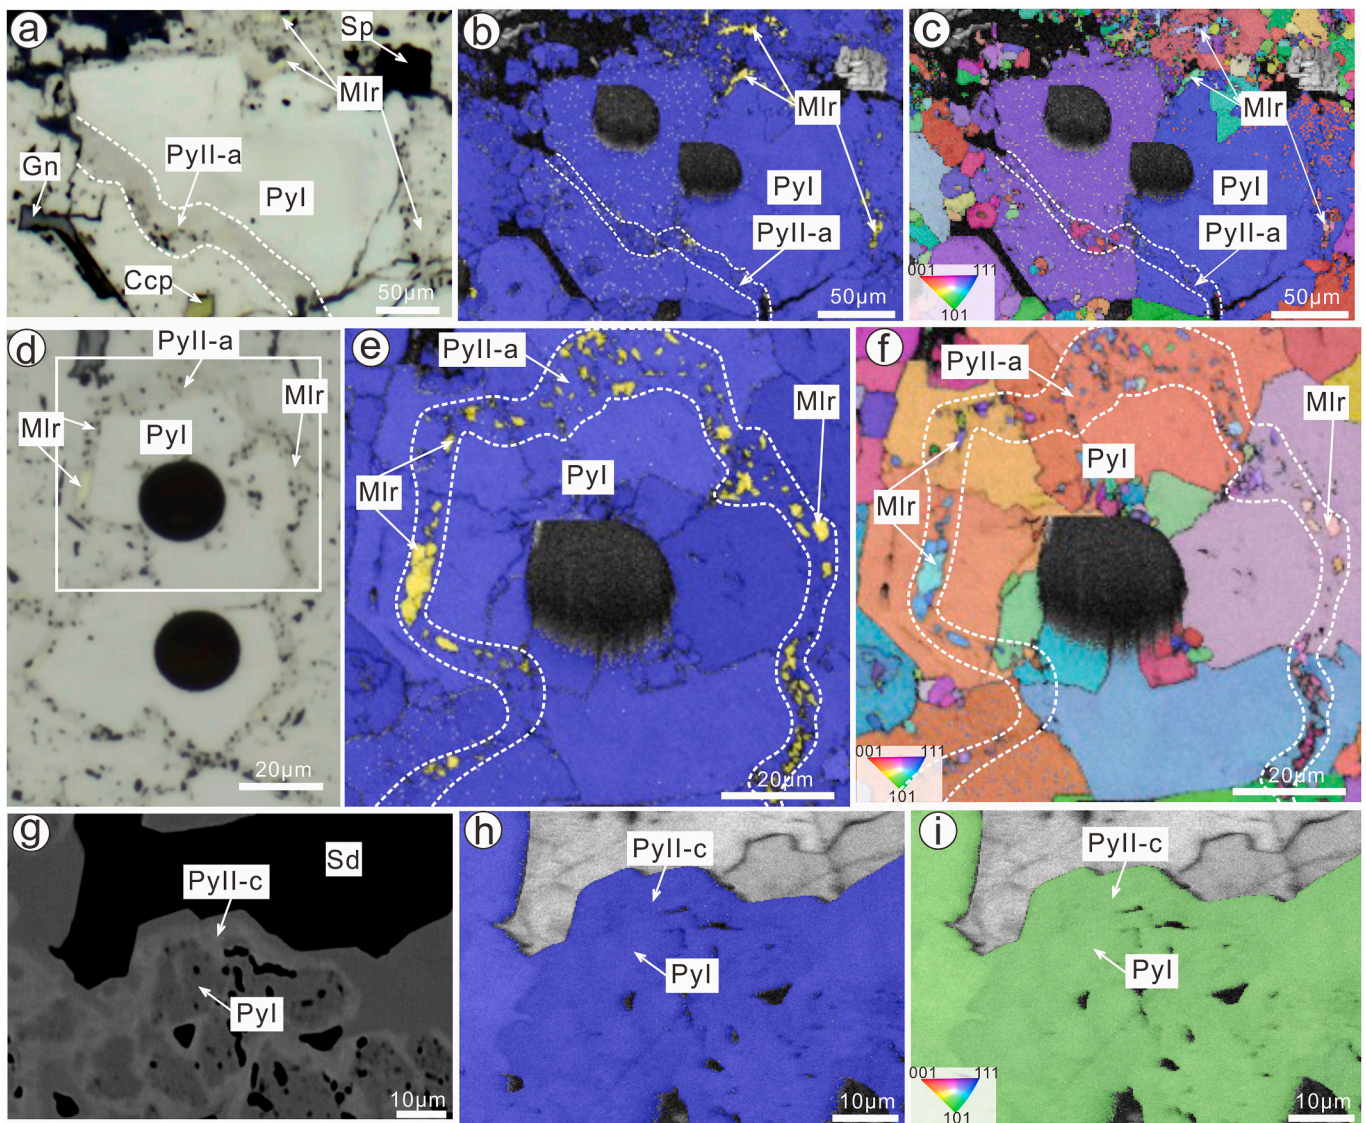 a
Sp
Mlr
PyII-a
Gn
PyI
Ccp
50μm
b
Mlr
PyI
PyII-a
50μm
c
Mlr
PyI
PyII-a
001 111
101
50μm
d
PyII-a
Mlr
Mlr
PyI
20μm
e
PyII-a
Mlr
PyI
Mlr
20μm
f
PyII-a
Mlr
PyI
Mlr
001 111
101
20μm
g
Sd
PyII-c
PyI
10μm
h
PyII-c
PyI
10μm
i
PyII-c
PyI
001 111
101
10μm